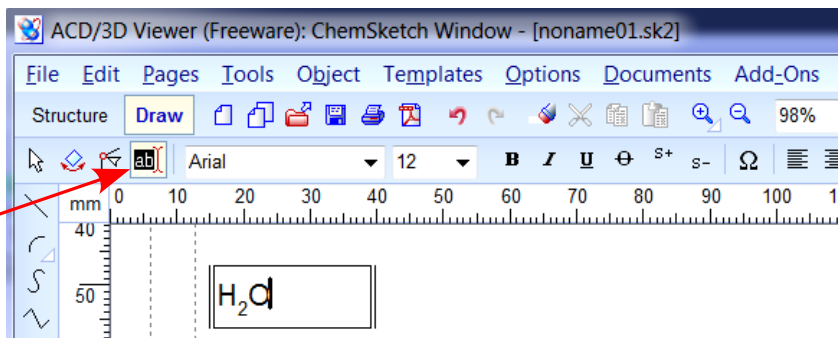 ACD/3D Viewer (Freeware): ChemSketch Window - [noname01.sk2]
File Edit Pages Tools Object Templates Options Documents Add-Ons
Structure Draw 98%
ab Arial 12 B I U O S+ S- Ω
mm 0 10 20 30 40 50 60 70 80 90 100 1
40
50
H₂O